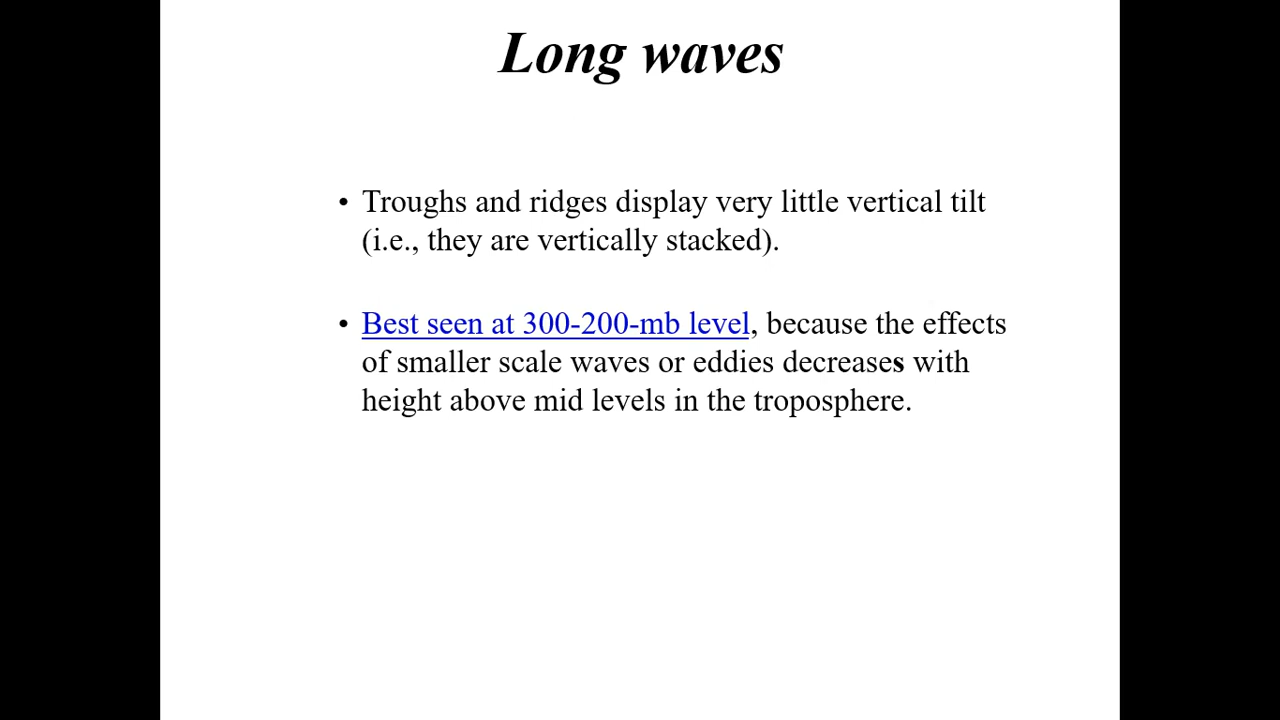 Long waves
• Troughs and ridges display very little vertical tilt
(i.e., they are vertically stacked).
• Best seen at 300-200-mb level, because the effects
of smaller scale waves or eddies decreases with
height above mid levels in the troposphere.